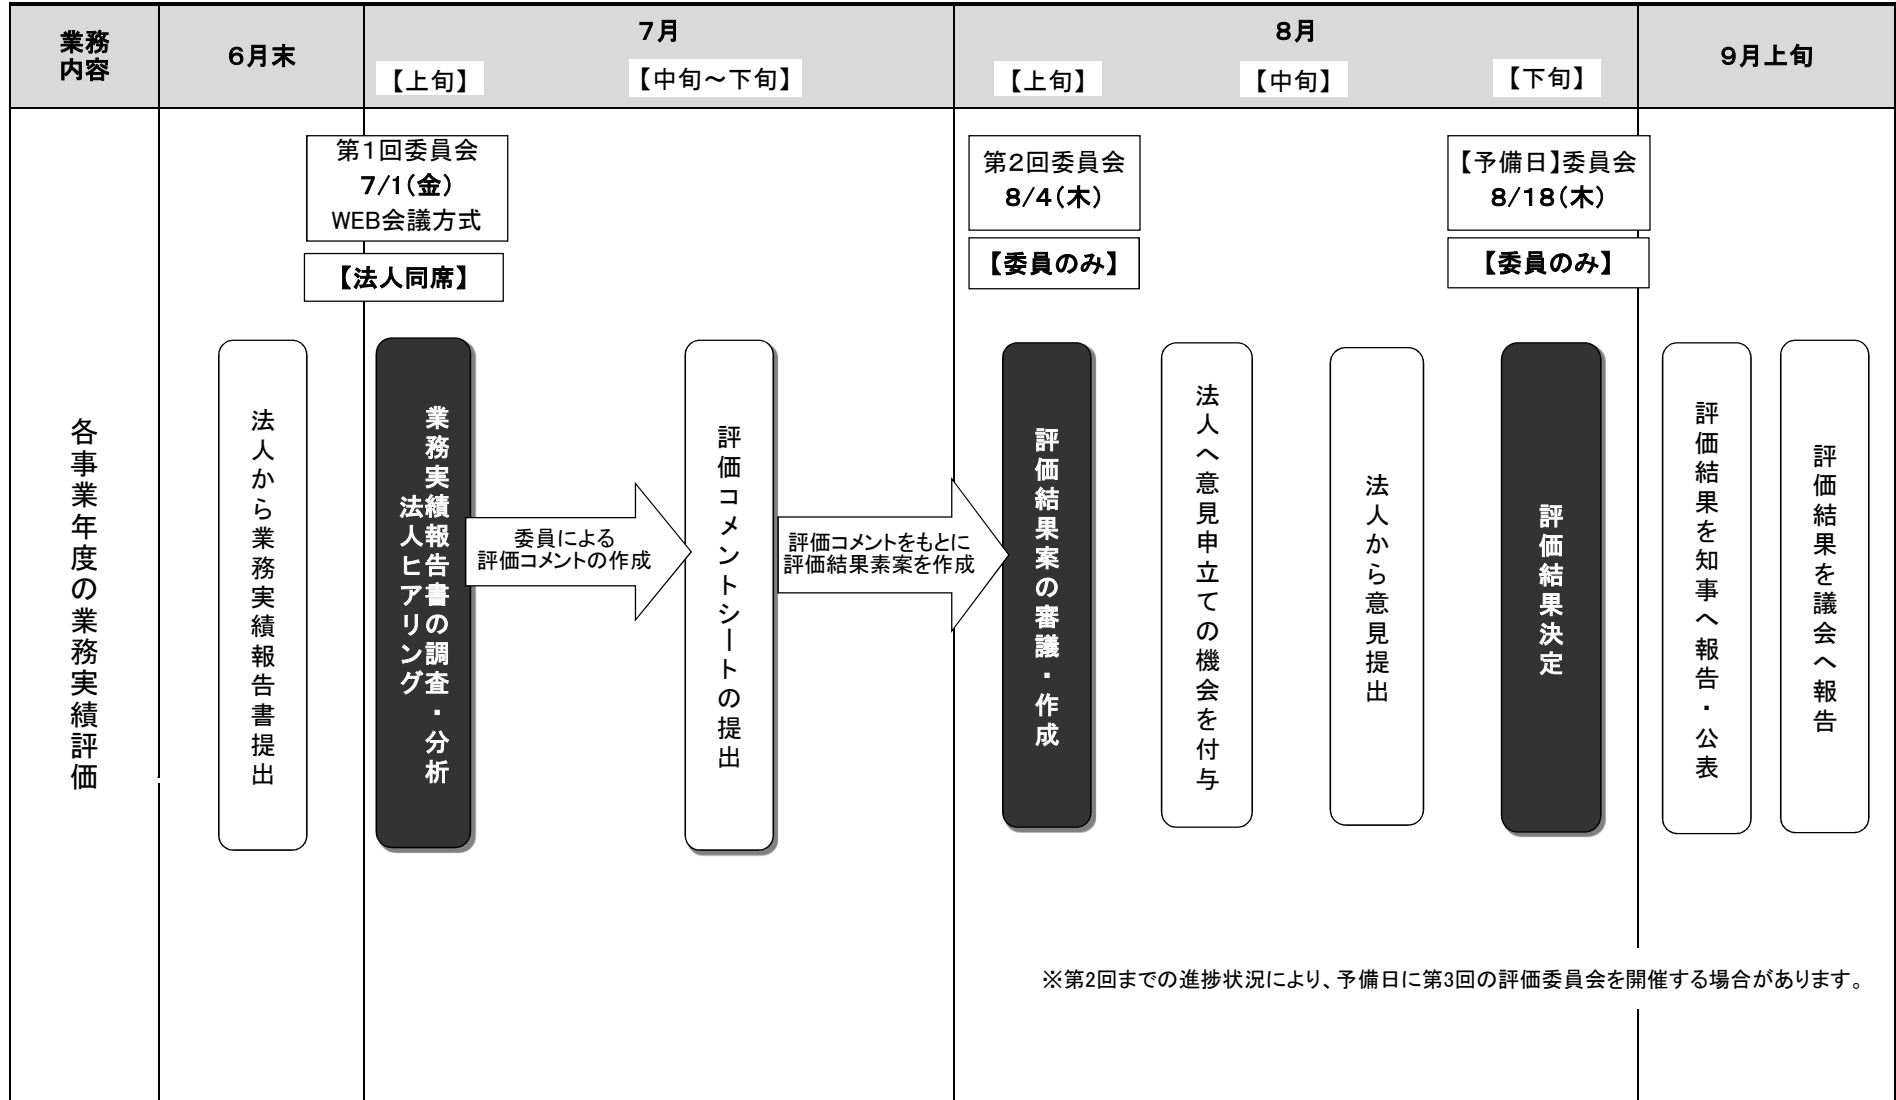 業務
内容
６月末
７月
【上旬】
【中旬～下旬】
８月
【上旬】
【中旬】
【下旬】
９月上旬
第１回委員会
７/１（金）
WEB会議方式
【法人同席】
第２回委員会
８/４（木）
【委員のみ】
【予備日】委員会
８/１８（木）
【委員のみ】
各事業年度の業務実績評価
法人から業務実績報告書提出
業務実績報告書の調査・分析
法人ヒアリング
委員による
評価コメントの作成
評価コメントシートの提出
評価コメントをもとに
評価結果素案を作成
評価結果案の審議・作成
法人へ意見申立ての機会を付与
法人から意見提出
評価結果決定
評価結果を知事へ報告・公表
評価結果を議会へ報告
※第2回までの進捗状況により、予備日に第3回の評価委員会を開催する場合があります。